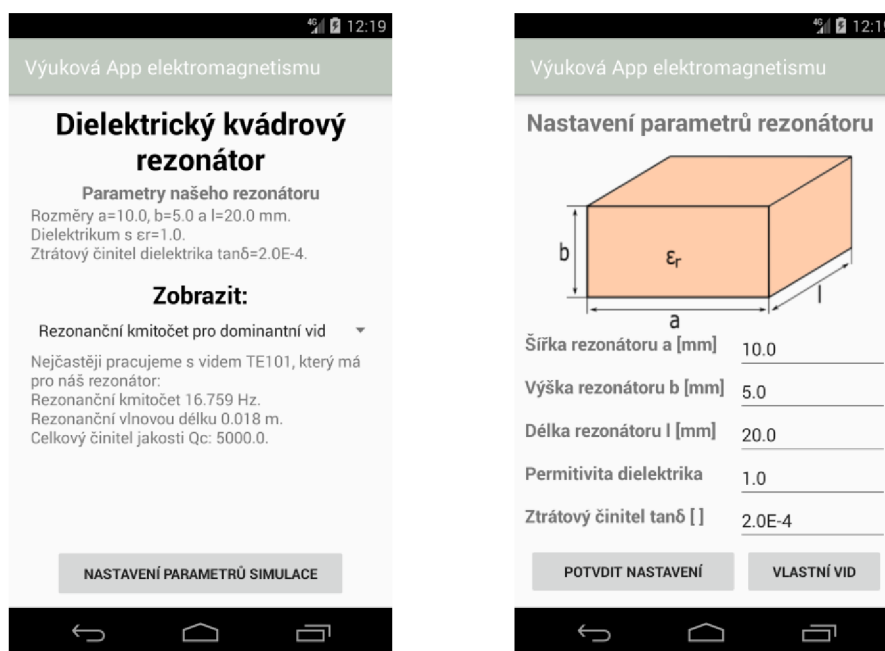 4G 12:19
Výuková App elektromagnetismu
Dielektrický kvádrový
rezonátor
Parametry našeho rezonátoru
Rozměry a=10.0, b=5.0 a l=20.0 mm.
Dielektrikum s εr=1.0.
Ztrátový činitel dielektrika tanδ=2.0E-4.
Zobrazit:
Rezonanční kmitočet pro dominantní vid
Nejčastěji pracujeme s videm TE101, který má
pro náš rezonátor:
Rezonanční kmitočet 16.759 Hz.
Rezonanční vlnovou délku 0.018 m.
Celkový činitel jakosti Qc: 5000.0.
NASTAVENÍ PARAMETRŮ SIMULACE
4G 12:19
Výuková App elektromagnetismu
Nastavení parametrů rezonátoru
b
εr
l
a
Šířka rezonátoru a [mm] 10.0
Výška rezonátoru b [mm] 5.0
Délka rezonátoru l [mm] 20.0
Permitivita dielektrika 1.0
Ztrátový činitel tanδ [ ] 2.0E-4
POTVDIT NASTAVENÍ VLASTNÍ VID